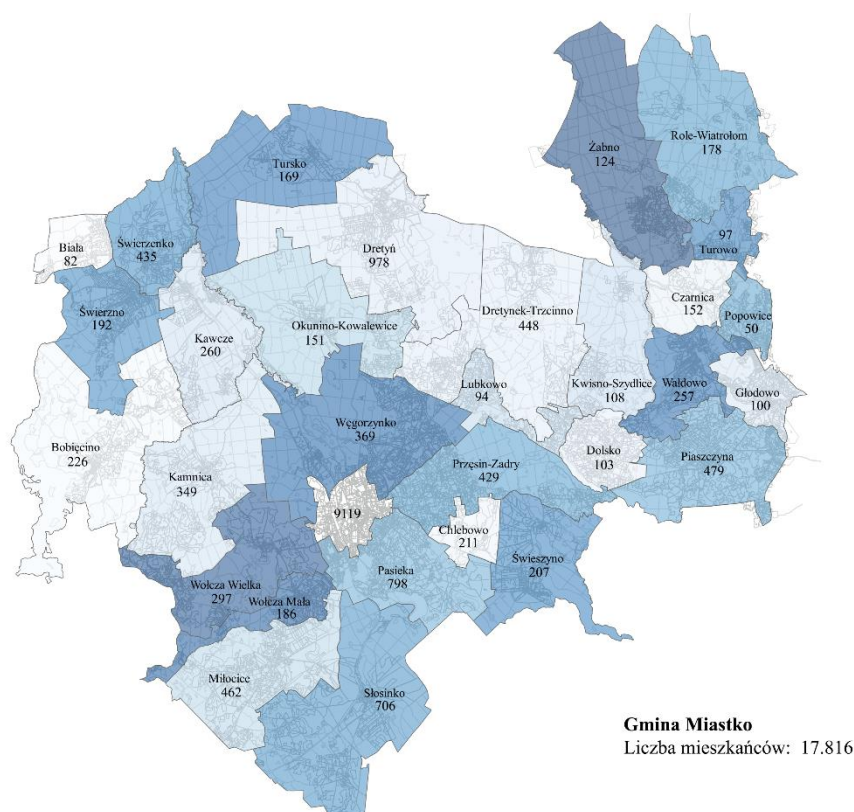 Żabno
124
Role-Wiatrołom
178
Tursko
169
97
Turowo
Biała
82
Świerzenko
435
Dretyń
978
Czarnica
152
Świerzno
192
Popowice
50
Kawcze
260
Okunino-Kowalewice
151
Dretynek-Trzcinno
448
Lubkowo
94
Kwisno-Szydlice
108
Wałdowo
257
Głodowo
100
Węgorzynko
369
Bobięcino
226
Dolsko
103
Piaszczyna
479
Przęsin-Zadry
429
Kamnica
349
9119
Chlebowo
211
Świeszyno
207
Pasieka
798
Wołcza Wielka
297
Wołcza Mała
186
Miłocice
462
Słosinko
706
Gmina Miastko
Liczba mieszkańców: 17.816